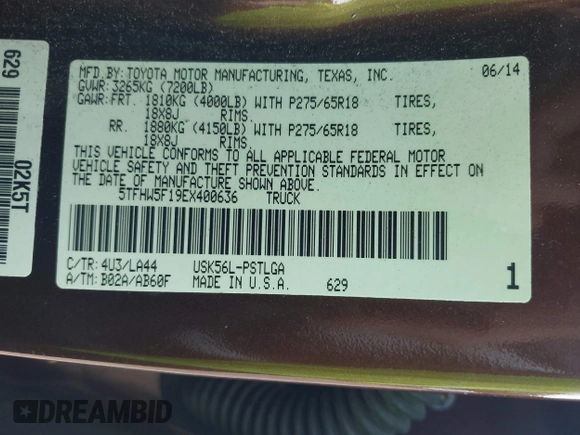 629
02K5T
MFD.BY:TOYOTA MOTOR MANUFACTURING, TEXAS, INC. 06/14
GVWR:3265KG (7200LB)
GAWR:FRT. 1810KG (4000LB) WITH P275/65R18 TIRES,
18X8J RIMS.
RR. 1880KG (4150LB) WITH P275/65R18 TIRES,
18X8J RIMS.
THIS VEHICLE CONFORMS TO ALL APPLICABLE FEDERAL MOTOR
VEHICLE SAFETY AND THEFT PREVENTION STANDARDS IN EFFECT ON
THE DATE OF MANUFACTURE SHOWN ABOVE.
5TFHW5F19EX400636 TRUCK
C/TR:4U3/LA44 USK56L-PSTLGA
A/TM:B02A/AB60F MADE IN U.S.A. 629 1
DREAMBID